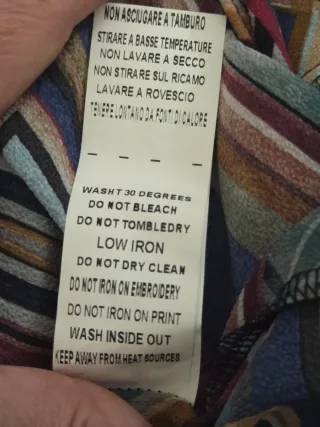 NON ASCIUGARE A TAMBURO
STIRARE A BASSE TEMPERATURE
NON LAVARE A SECCO
NON STIRARE SUL RICAMO
LAVARE A ROVESCIO
TENERE LONTANO DA FONTI DI CALORE
WASHT 30 DEGREES
DO NOT BLEACH
DO NOT TOMBLEDRY
LOW IRON
DO NOT DRY CLEAN
DO NOT IRON ON EMBROIDERY
DO NOT IRON ON PRINT
WASH INSIDE OUT
KEEP AWAY FROM HEAT SOURCES